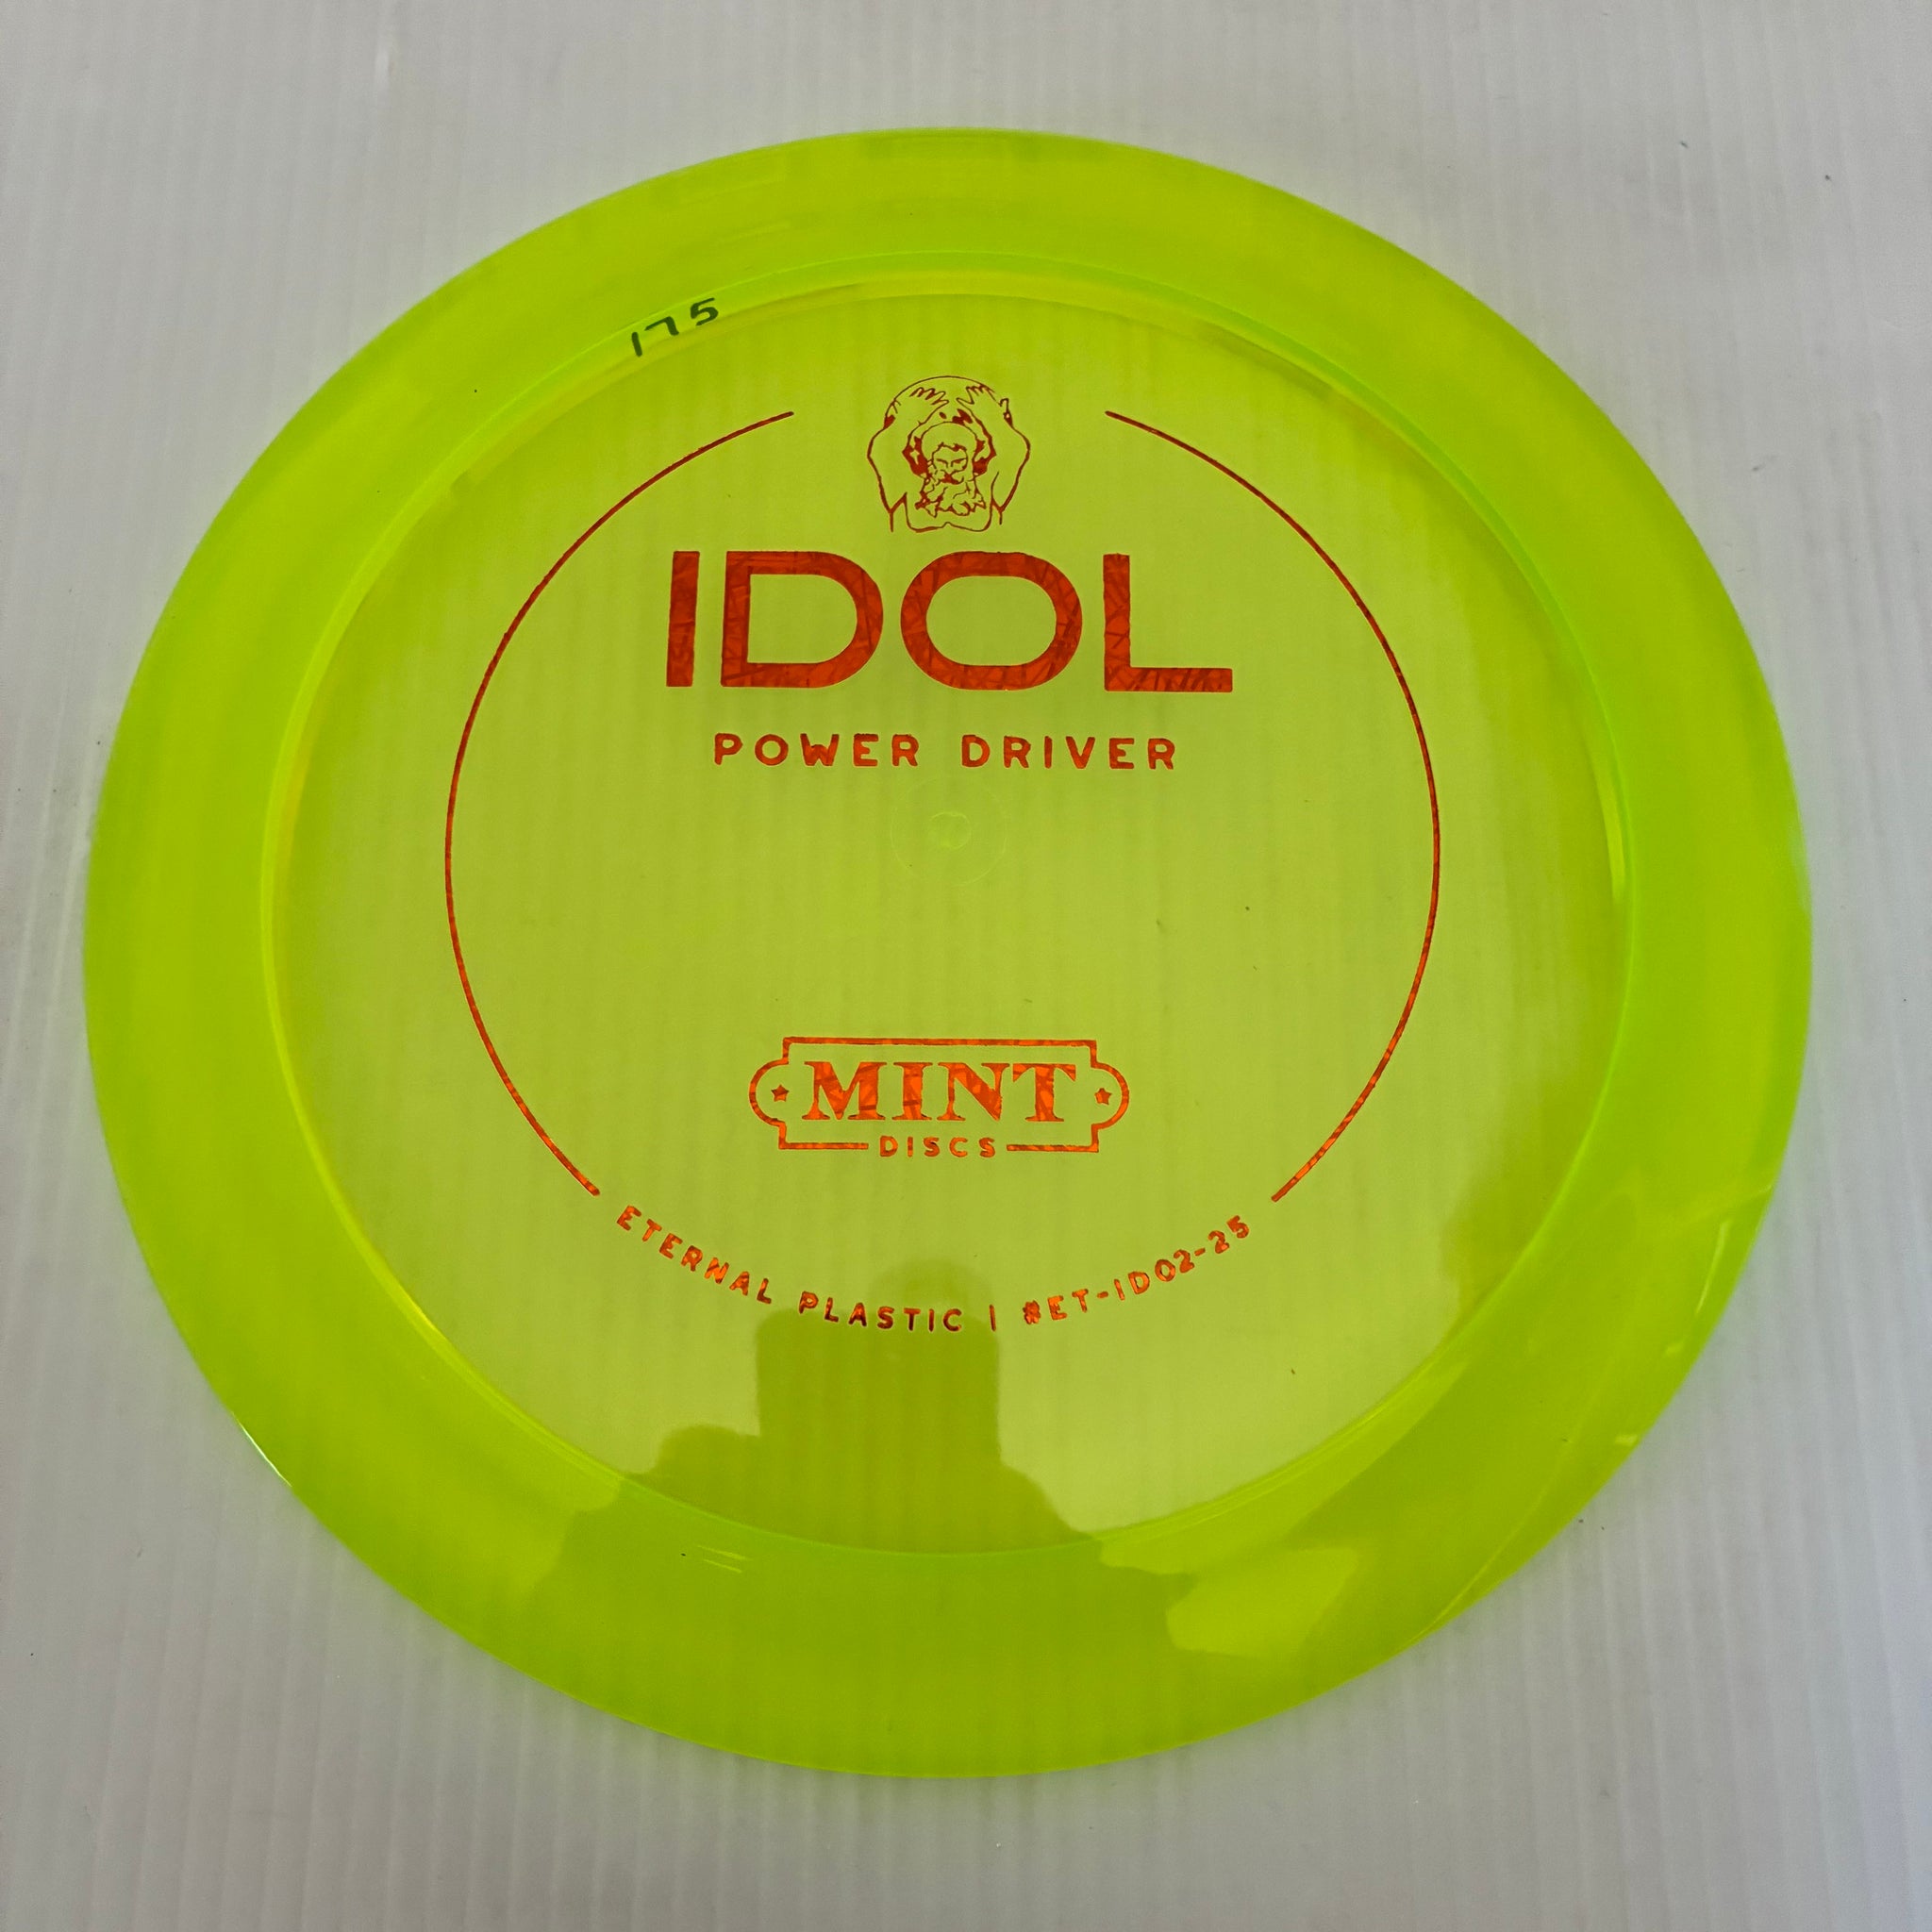 175
IDOL
POWER DRIVER
MINT
DISCS
ETERNAL PLASTIC | #ET-ID02-25